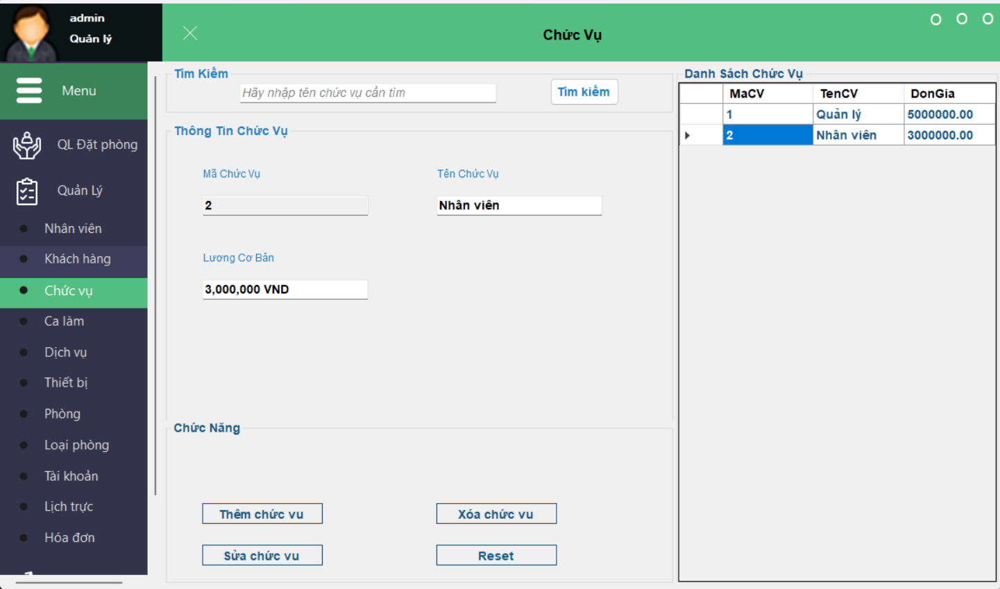 admin
Quản lý
Chức Vụ
O O O
Menu
QL Đặt phòng
Quản Lý
Nhân viên
Khách hàng
Chức vụ
Ca làm
Dịch vụ
Thiết bị
Phòng
Loại phòng
Tài khoản
Lịch trực
Hóa đơn
Tìm Kiếm
Hãy nhập tên chức vụ cần tìm
Tìm kiếm
Thông Tin Chức Vụ
Mã Chức Vụ
Tên Chức Vụ
2
Nhân viên
Lương Cơ Bản
3,000,000 VND
Chức Năng
Thêm chức vu
Xóa chức vu
Sửa chức vu
Reset
Danh Sách Chức Vụ
MaCV TenCV DonGia
1 Quản lý 5000000.00
2 Nhân viên 3000000.00